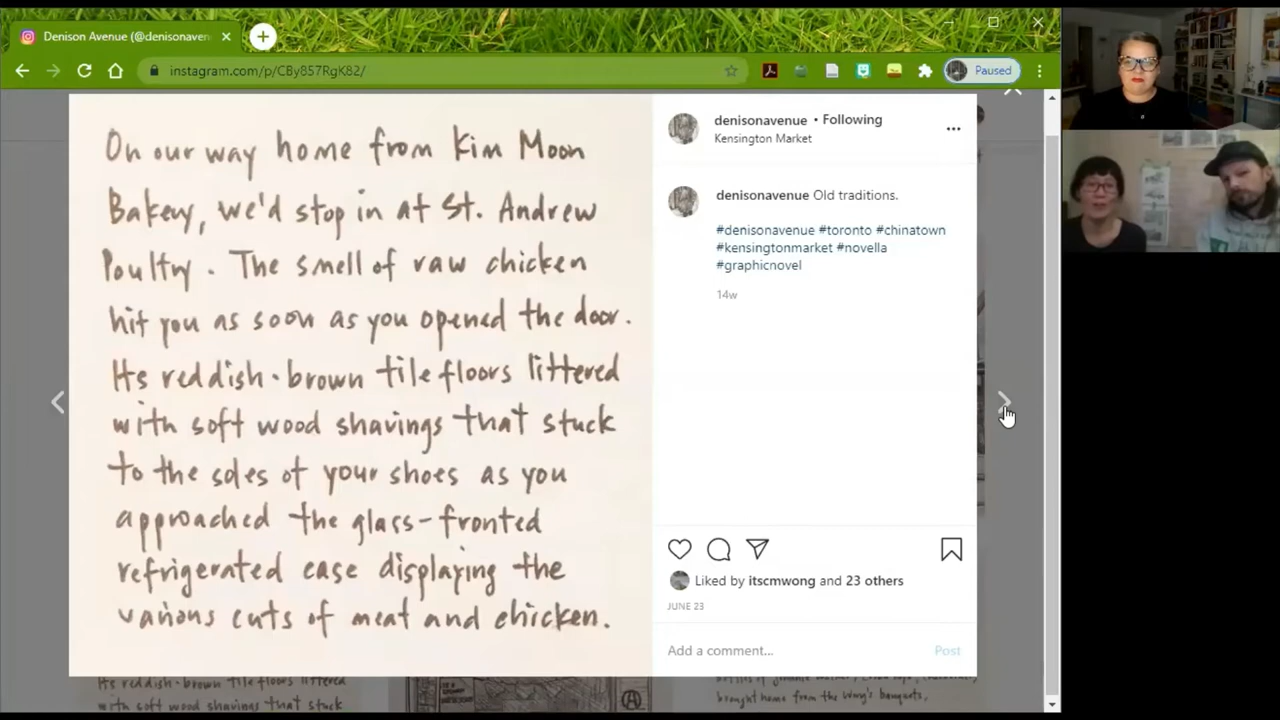 Denison Avenue (@denisonaven
instagram.com/p/CBy857RgK82/
Paused
On our way home from Kim Moon
Bakery, we'd stop in at St. Andrew
Poultry. The smell of raw chicken
hit you as soon as you opened the door.
Its reddish-brown tile floors littered
with soft wood shavings that stuck
to the soles of your shoes as you
approached the glass-fronted
refrigerated case displaying the
various cuts of meat and chicken.
denisonavenue • Following
Kensington Market
denisonavenue Old traditions.
#denisonavenue #toronto #chinatown
#kensingtonmarket #novella
#graphicnovel
14w
Liked by itscmwong and 23 others
JUNE 23
Add a comment...
Post
Its reddish-brown tile floors littered
with soft wood shavings that stuck
brought home from the
banquets,